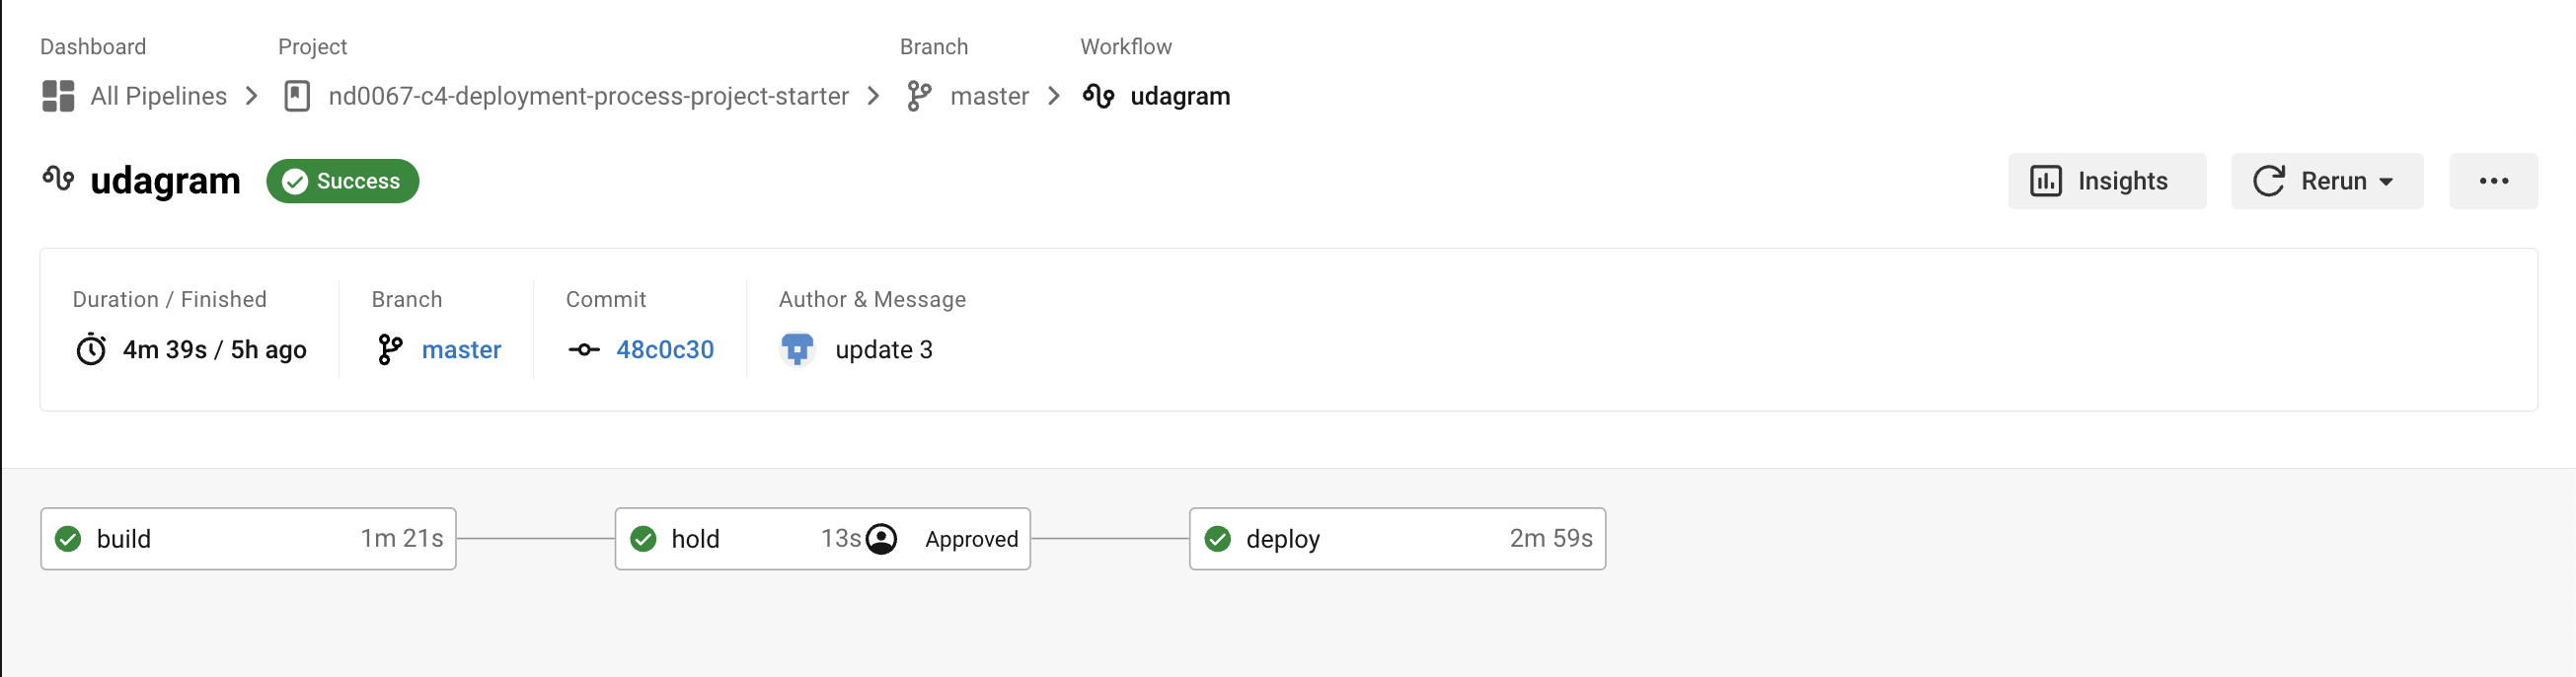 Dashboard Project Branch Workflow
All Pipelines nd0067-c4-deployment-process-project-starter master udagram
udagram Success Insights Rerun
Duration / Finished Branch Commit Author & Message
4m 39s / 5h ago master 48c0c30 update 3
build 1m 21s hold 13s Approved deploy 2m 59s